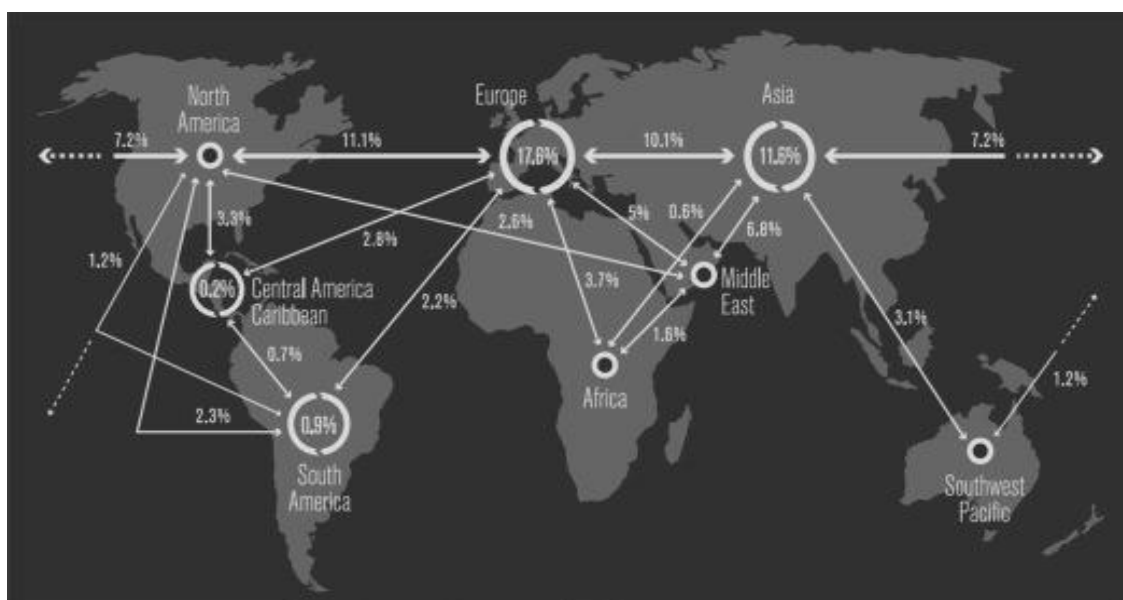 North
America
Europe
Asia
7.2%
11.1%
17.6%
10.1%
11.6%
7.2%
3.3%
2.8%
2.6%
5%
0.6%
6.8%
1.2%
0.2%
Central America
Caribbean
2.2%
3.7%
Middle
East
1.6%
3.1%
0.7%
Africa
1.2%
2.3%
0.9%
South
America
Southwest
Pacific